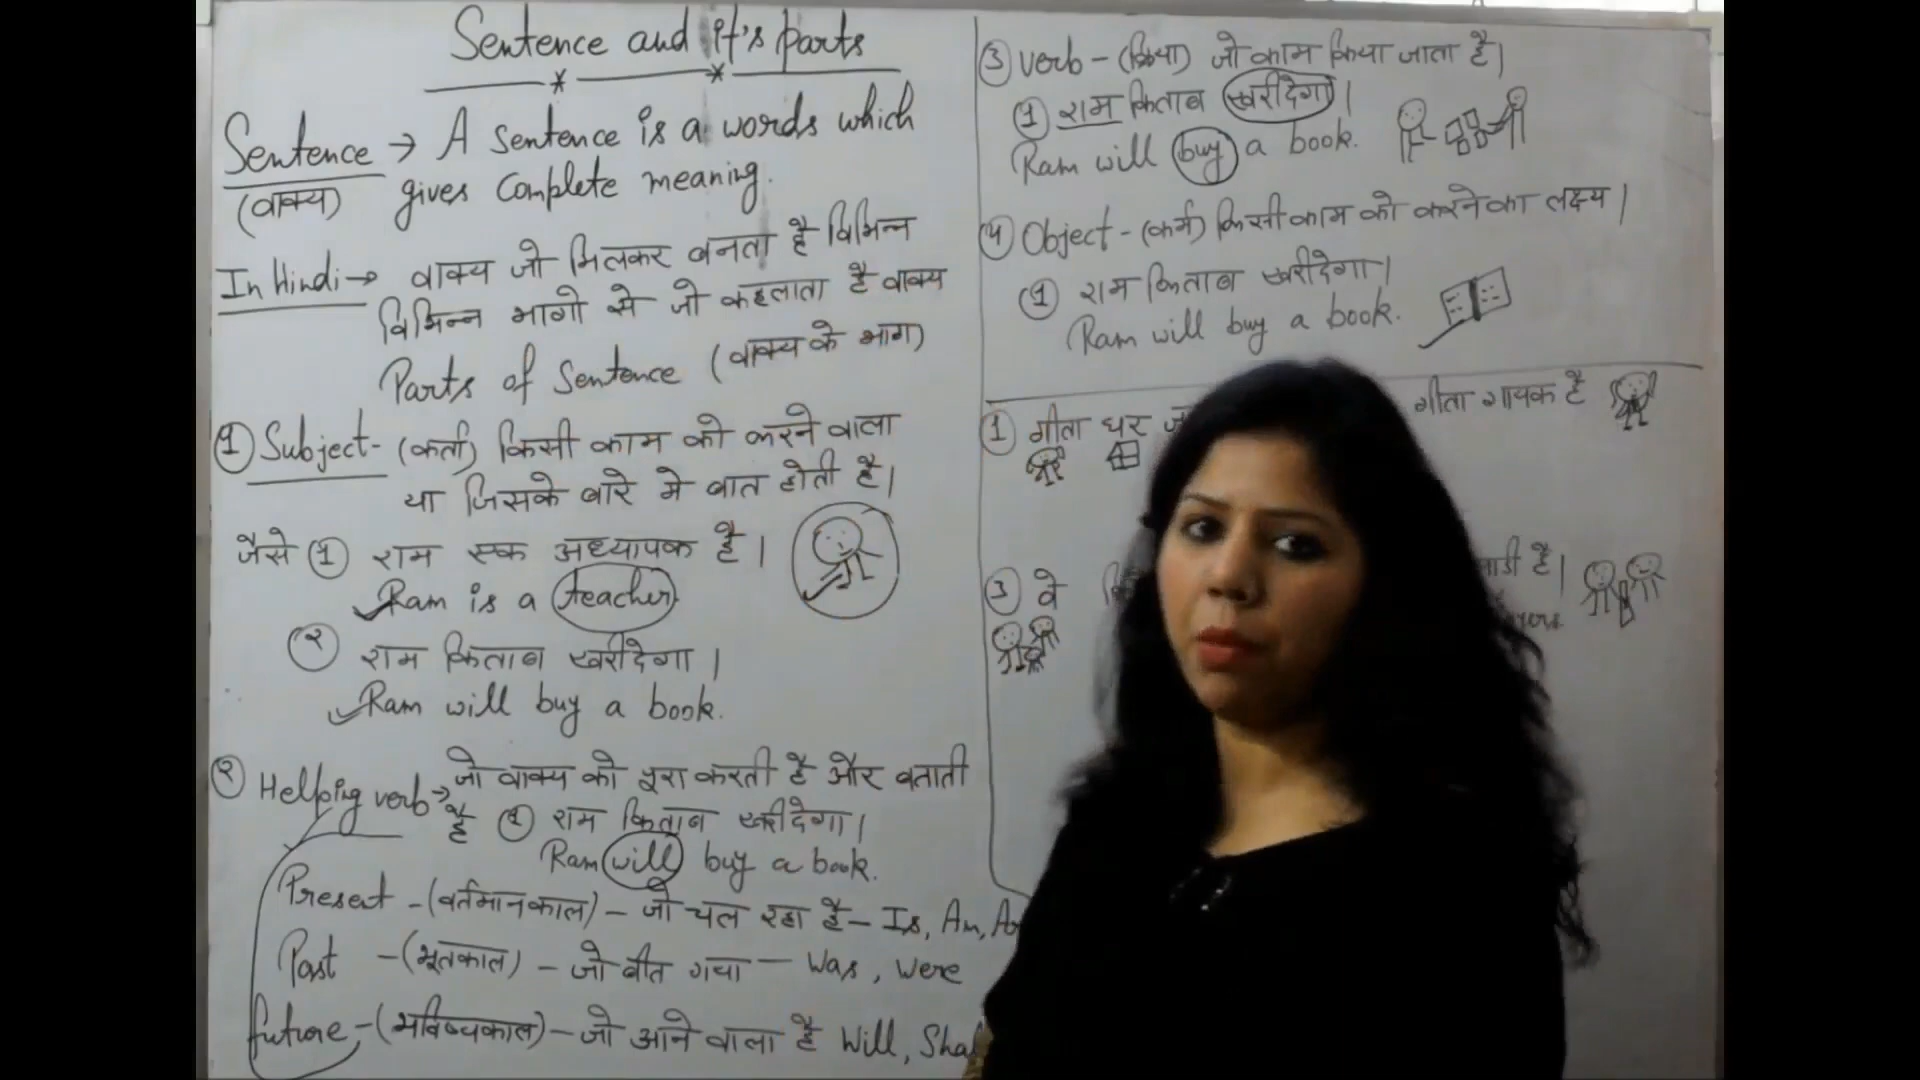 Sentence and it's parts
Sentence → A sentence is a words which
(वाक्य) gives Complete meaning.
In Hindi → वाक्य जो मिलकर बनता है विभिन्न
विभिन्न भागो से जो कहलाता है वाक्य
Parts of Sentence (वाक्य के भाग)
1 Subject - (कर्ता) किसी काम को करने वाला
या जिसके बारे मे बात होती है।
जैसे 1 राम एक अध्यापक है।
Ram is a teacher
२ राम किताब खरीदेगा।
Ram will buy a book.
२ Helping verb → जो वाक्य को पूरा करती है और बताती
है 1 राम किताब खरीदेगा।
Ram will buy a book.
Present - (वर्तमानकाल) - जो चल रहा है - Is, Am,
Past - (भूतकाल) - जो बीत गया - Was, Were
future - (भविष्यकाल) - जो आने वाला है Will,
3 verb - (क्रिया) जो काम किया जाता है।
1 राम किताब खरीदेगा।
Ram will buy a book.
4 Object - (कर्म) किसी काम को करने का लक्ष्य।
1 राम किताब खरीदेगा।
Ram will buy a book.
1 गीता घर
गीता गायक है
3 वे
है।